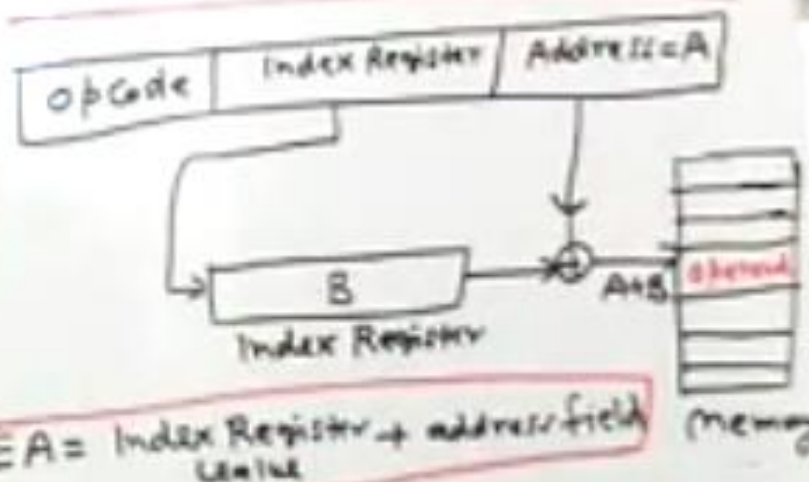 opCode Index Register Address=A
B
A+B operand
Index Register
EA = Index Register + address field
value
Memory